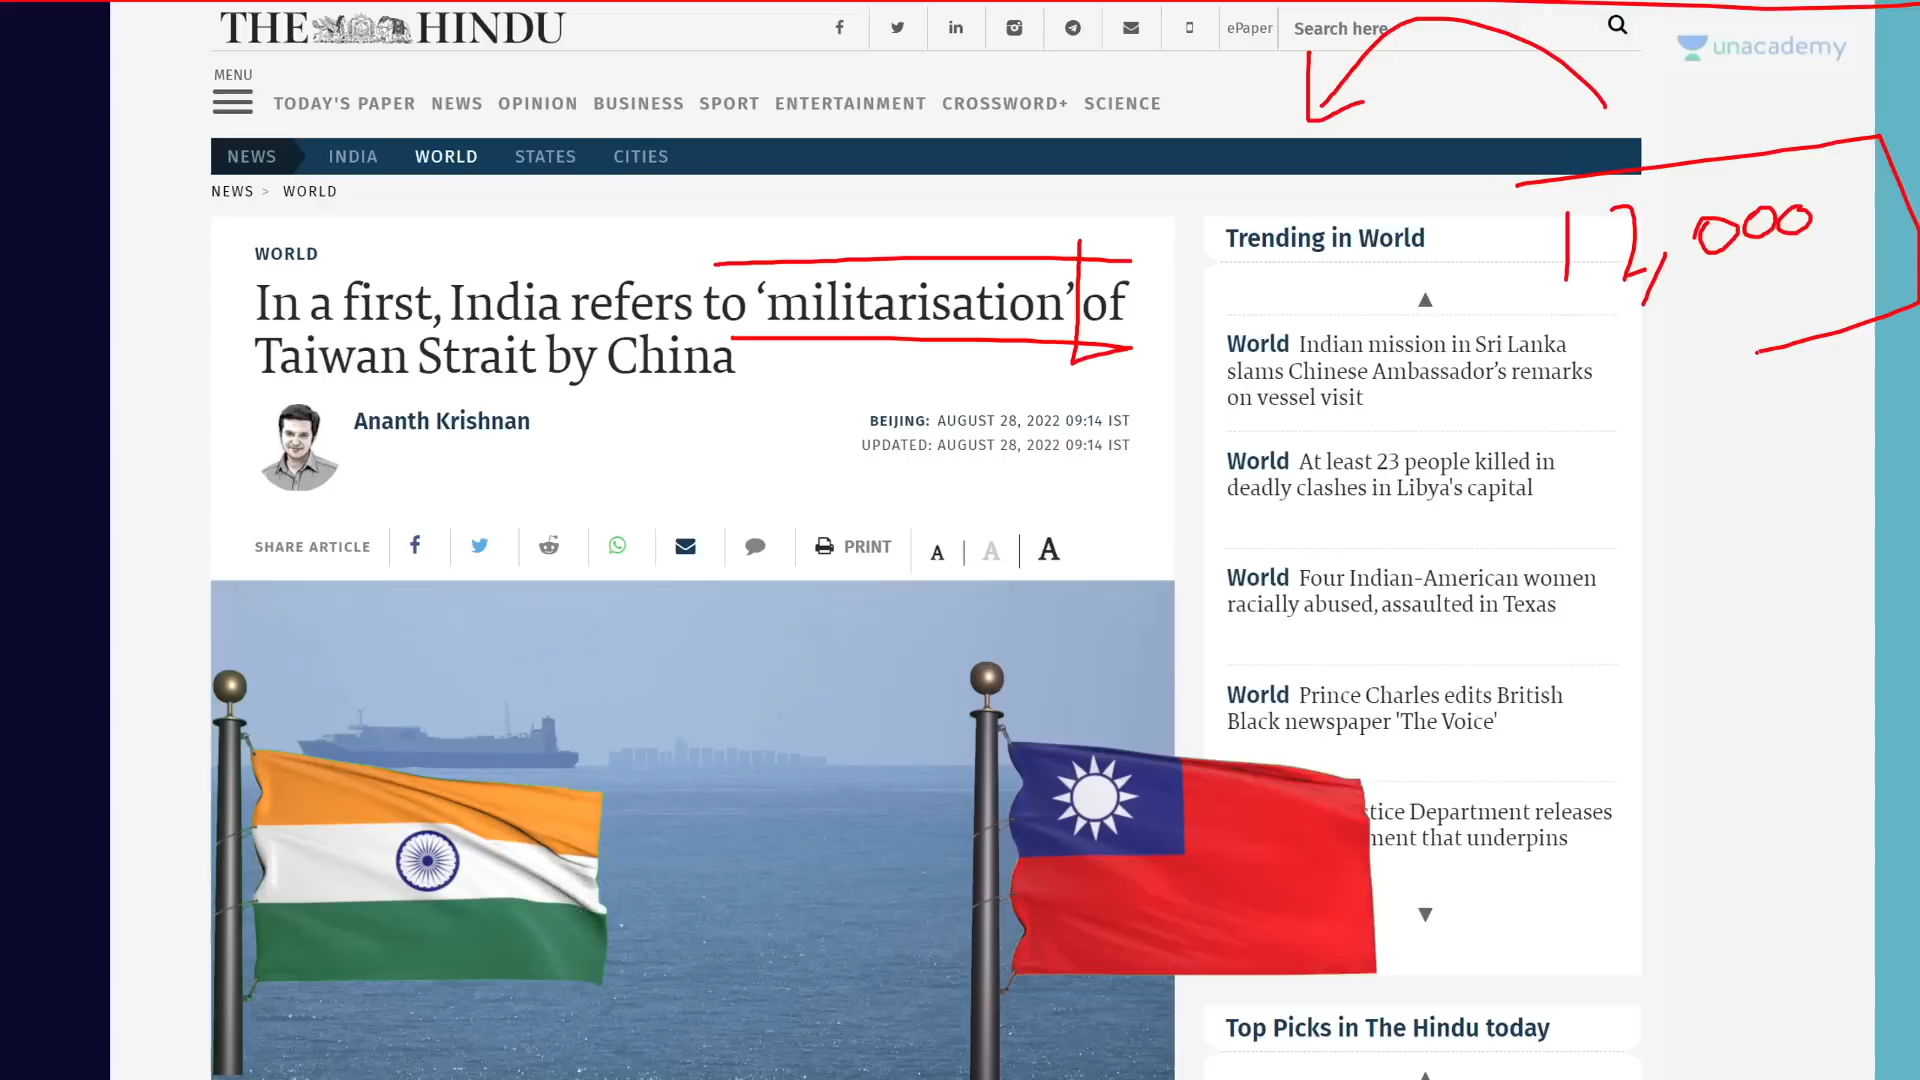 THE HINDU
ePaper
Search here
unacademy
MENU
TODAY'S PAPER NEWS OPINION BUSINESS SPORT ENTERTAINMENT CROSSWORD+ SCIENCE
NEWS INDIA WORLD STATES CITIES
NEWS > WORLD
12,000
WORLD
In a first, India refers to ‘militarisation’ of
Taiwan Strait by China
Ananth Krishnan
BEIJING: AUGUST 28, 2022 09:14 IST
UPDATED: AUGUST 28, 2022 09:14 IST
SHARE ARTICLE
PRINT
A A A
Trending in World
World Indian mission in Sri Lanka
slams Chinese Ambassador’s remarks
on vessel visit
World At least 23 people killed in
deadly clashes in Libya's capital
World Four Indian-American women
racially abused, assaulted in Texas
World Prince Charles edits British
Black newspaper 'The Voice'
tice Department releases
ment that underpins
Top Picks in The Hindu today